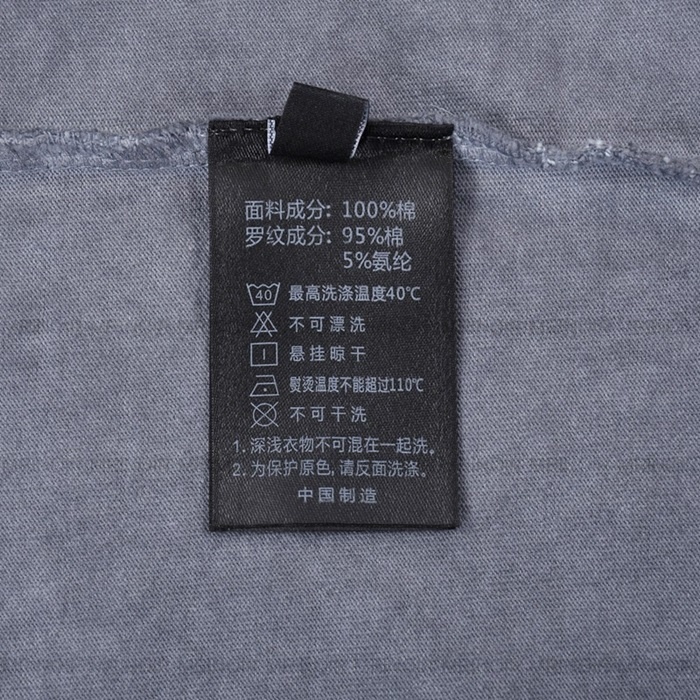 面料成分: 100%棉
罗纹成分: 95%棉
5%氨纶
40 最高洗涤温度40℃
不可漂洗
悬挂晾干
熨烫温度不能超过110℃
不可干洗
1. 深浅衣物不可混在一起洗。
2. 为保护原色,请反面洗涤。
中国制造